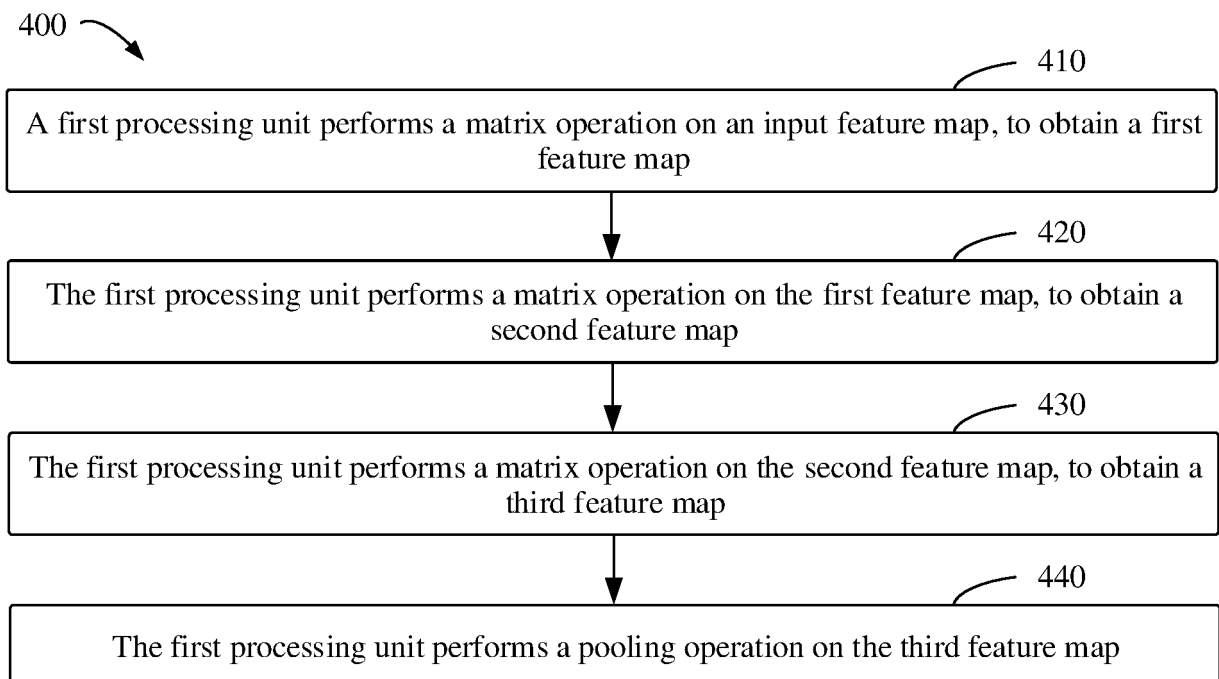 400
410
A first processing unit performs a matrix operation on an input feature map, to obtain a first
feature map
420
The first processing unit performs a matrix operation on the first feature map, to obtain a
second feature map
430
The first processing unit performs a matrix operation on the second feature map, to obtain a
third feature map
440
The first processing unit performs a pooling operation on the third feature map